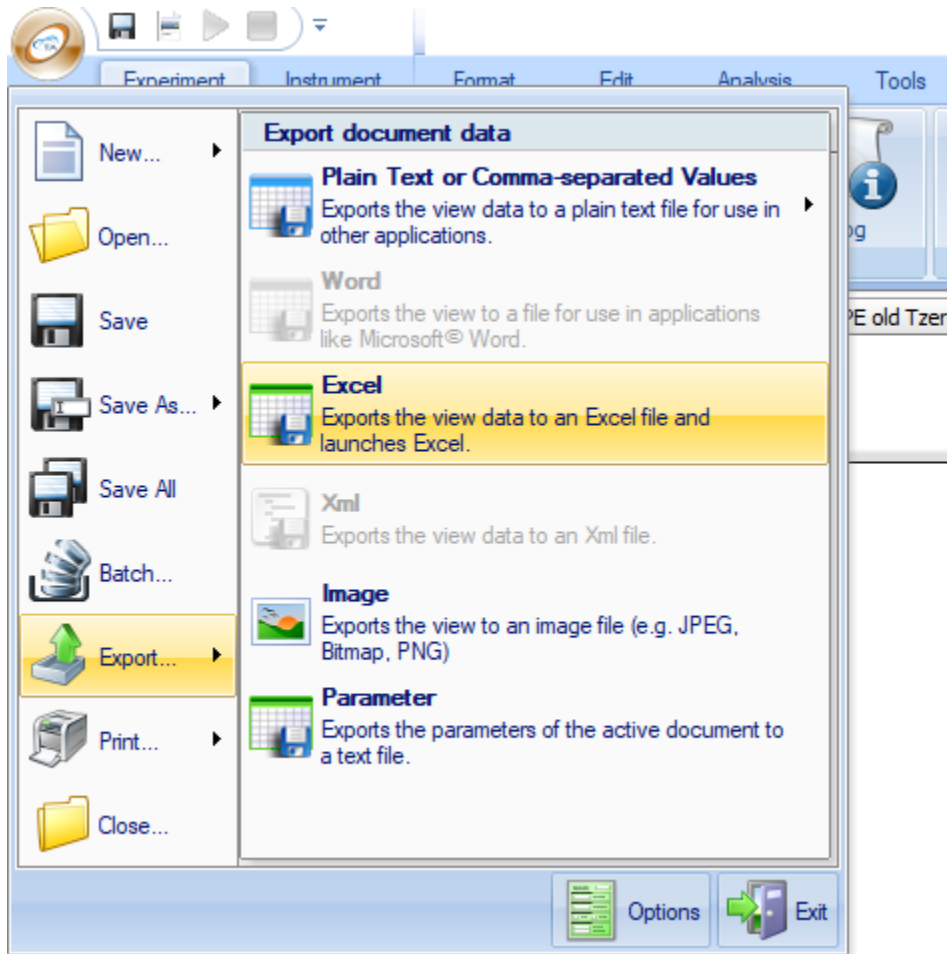 TA
Experiment Instrument Format Edit Analysis Tools
New...
Open...
Save
Save As...
Save All
Batch...
Export...
Print...
Close...
Export document data
Plain Text or Comma-separated Values
Exports the view data to a plain text file for use in
other applications.
Word
Exports the view to a file for use in applications
like Microsoft© Word.
Excel
Exports the view data to an Excel file and
launches Excel.
Xml
Exports the view data to an Xml file.
Image
Exports the view to an image file (e.g. JPEG,
Bitmap, PNG)
Parameter
Exports the parameters of the active document to
a text file.
og
PE old Tzer
Options
Exit